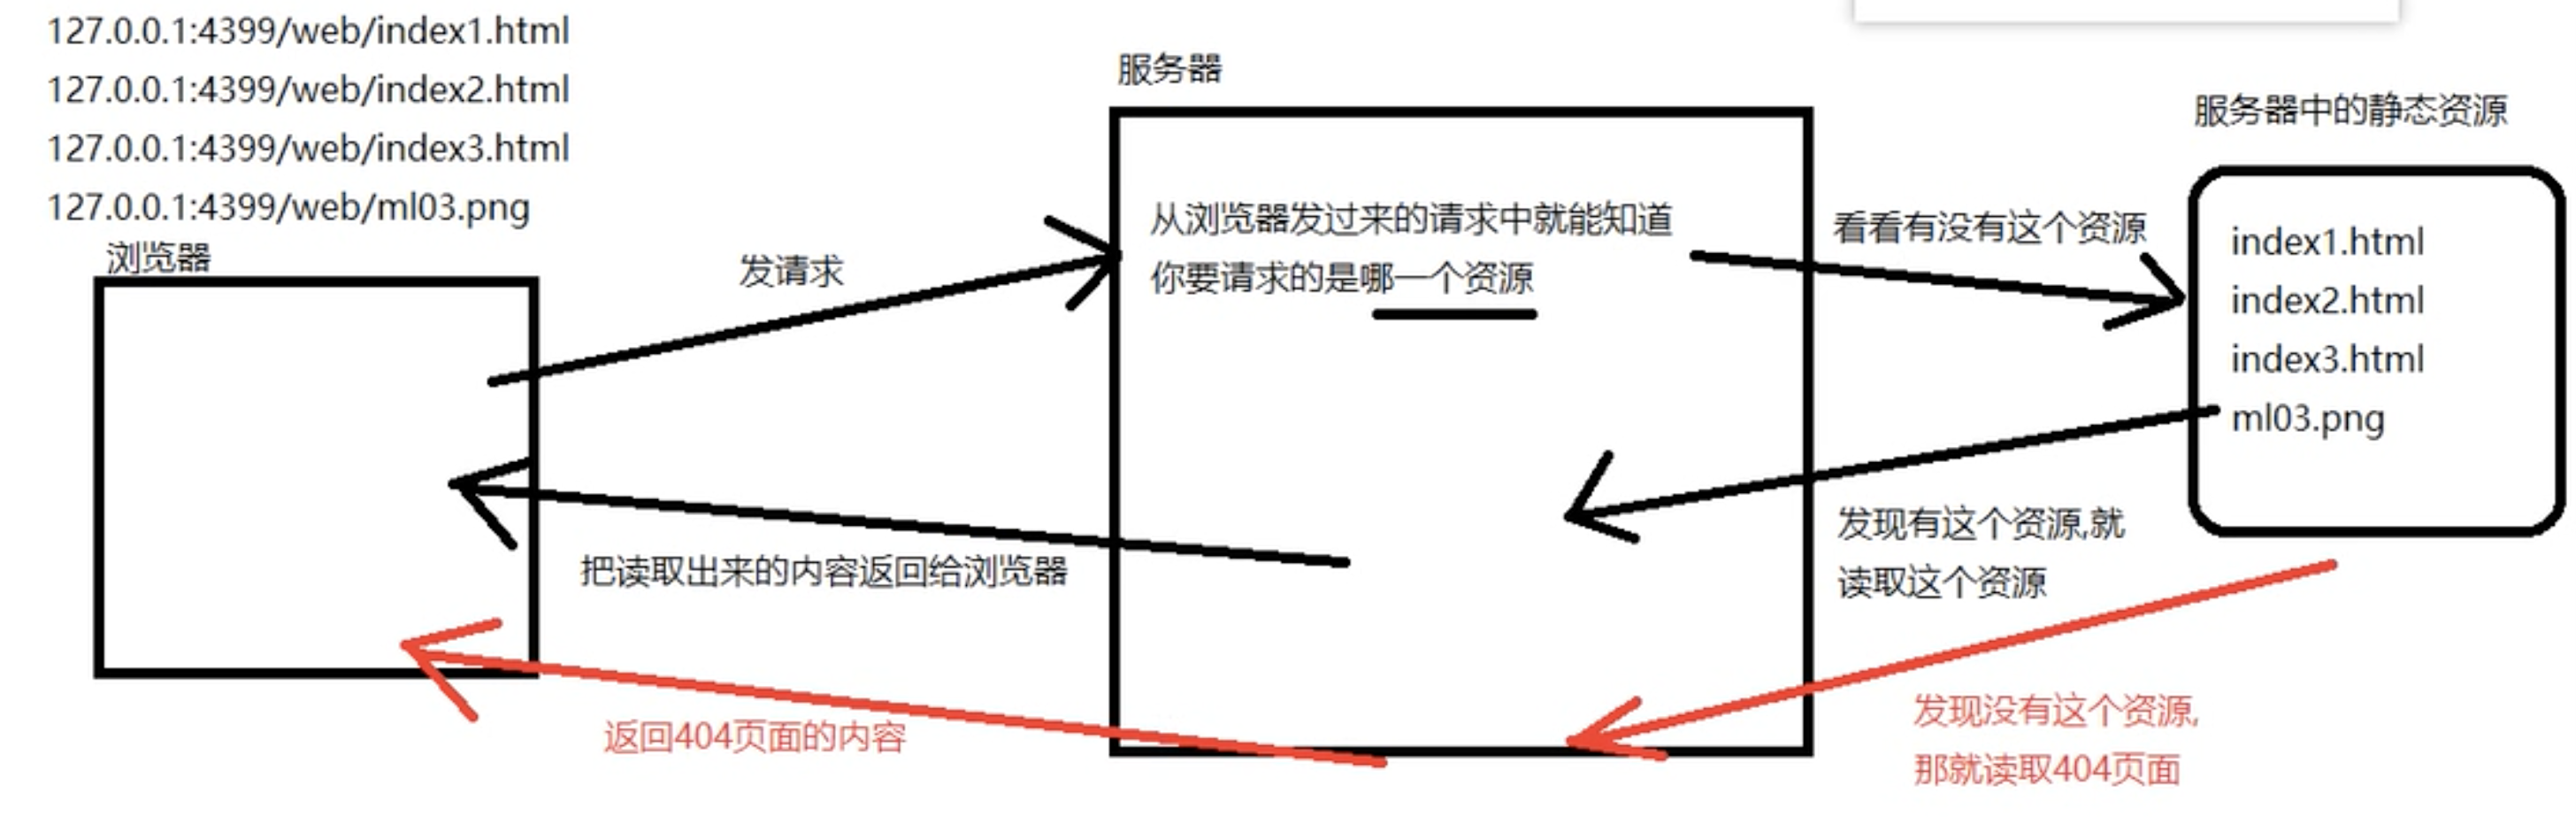 127.0.0.1:4399/web/index1.html
127.0.0.1:4399/web/index2.html
127.0.0.1:4399/web/index3.html
127.0.0.1:4399/web/ml03.png
浏览器
发请求
服务器
从浏览器发过来的请求中就能知道
你要请求的是哪一个资源
看看有没有这个资源
服务器中的静态资源
index1.html
index2.html
index3.html
ml03.png
发现有这个资源,就
读取这个资源
把读取出来的内容返回给浏览器
发现没有这个资源,
那就读取404页面
返回404页面的内容